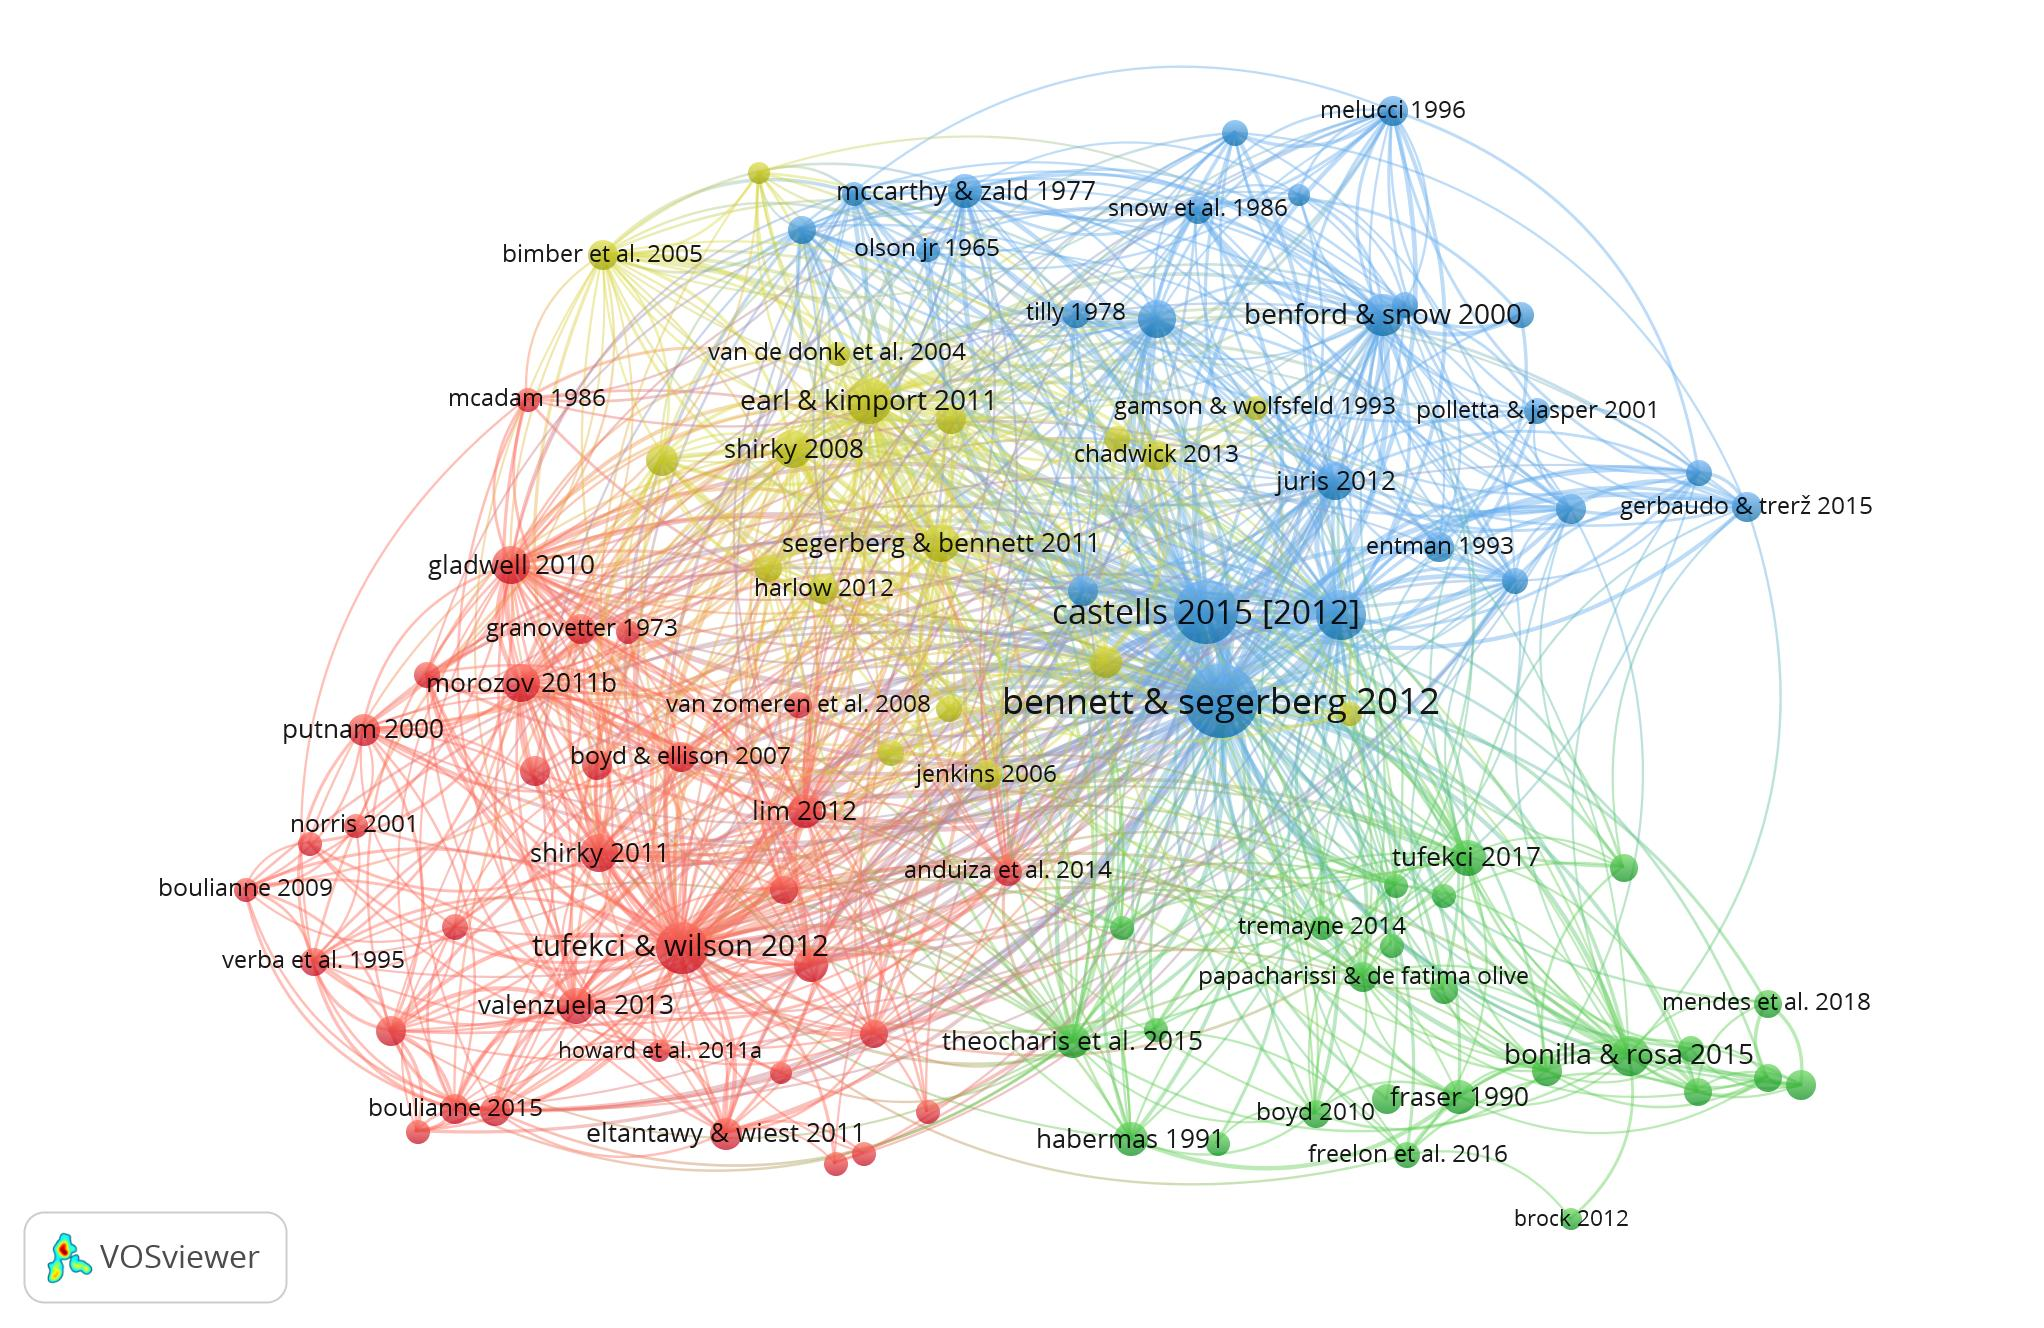 melucci 1996
mccarthy & zald 1977
snow et al. 1986
olson jr 1965
bimber et al. 2005
tilly 1978
benford & snow 2000
van de donk et al. 2004
mcadam 1986
earl & kimport 2011
gamson & wolfsfeld 1993
polletta & jasper 2001
shirky 2008
chadwick 2013
juris 2012
gerbaudo & trerž 2015
segerberg & bennett 2011
entman 1993
gladwell 2010
harlow 2012
castells 2015 [2012]
granovetter 1973
morozov 2011b
van zomeren et al. 2008
bennett & segerberg 2012
putnam 2000
boyd & ellison 2007
jenkins 2006
lim 2012
norris 2001
shirky 2011
tufekci 2017
anduiza et al. 2014
boulianne 2009
tremayne 2014
tufekci & wilson 2012
verba et al. 1995
papacharissi & de fatima olive
valenzuela 2013
mendes et al. 2018
theocharis et al. 2015
howard et al. 2011a
bonilla & rosa 2015
fraser 1990
boulianne 2015
boyd 2010
eltantawy & wiest 2011
habermas 1991
freelon et al. 2016
brock 2012
VOSviewer